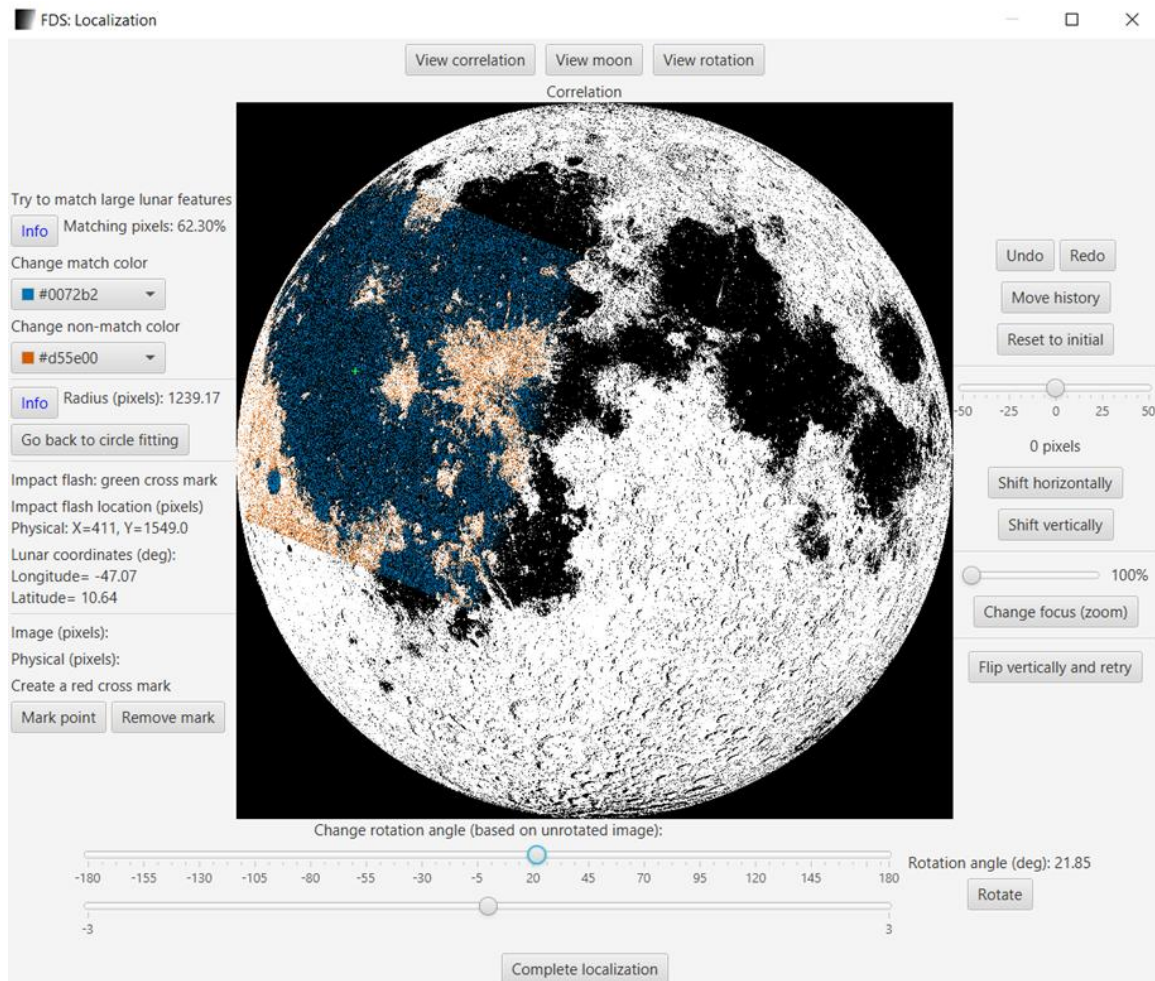 FDS: Localization
View correlation View moon View rotation
Correlation
Try to match large lunar features
Info Matching pixels: 62.30%
Change match color
#0072b2
Change non-match color
#d55e00
Info Radius (pixels): 1239.17
Go back to circle fitting
Impact flash: green cross mark
Impact flash location (pixels)
Physical: X=411, Y=1549.0
Lunar coordinates (deg):
Longitude= -47.07
Latitude= 10.64
Image (pixels):
Physical (pixels):
Create a red cross mark
Mark point Remove mark
Undo Redo
Move history
Reset to initial
-50 -25 0 25 50
0 pixels
Shift horizontally
Shift vertically
100%
Change focus (zoom)
Flip vertically and retry
Change rotation angle (based on unrotated image):
-180 -155 -130 -105 -80 -55 -30 -5 20 45 70 95 120 145 180
Rotation angle (deg): 21.85
Rotate
-3 3
Complete localization